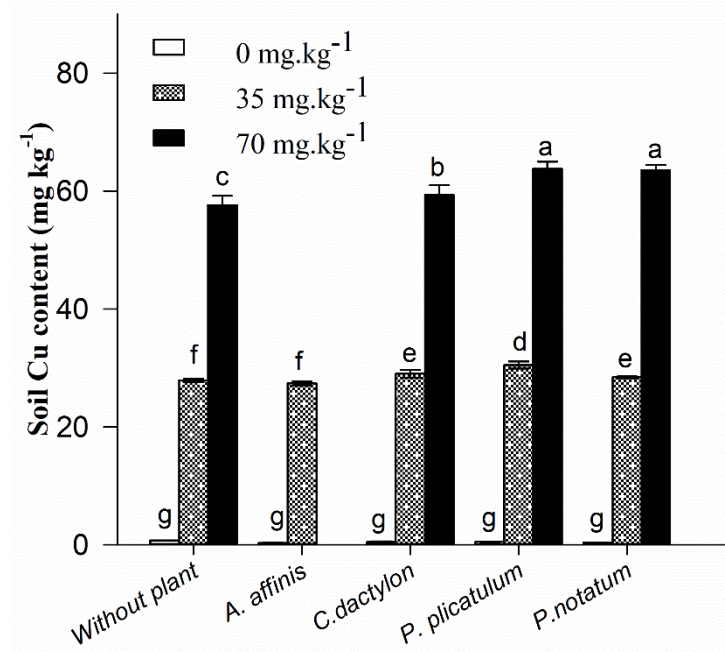 0 mg.kg⁻¹
35 mg.kg⁻¹
70 mg.kg⁻¹
Soil Cu content (mg kg⁻¹)
80
60
40
20
0
g f c
g f
g e b
g d a
g e a
Without plant
A. affinis
C.dactylon
P. plicatulum
P.notatum